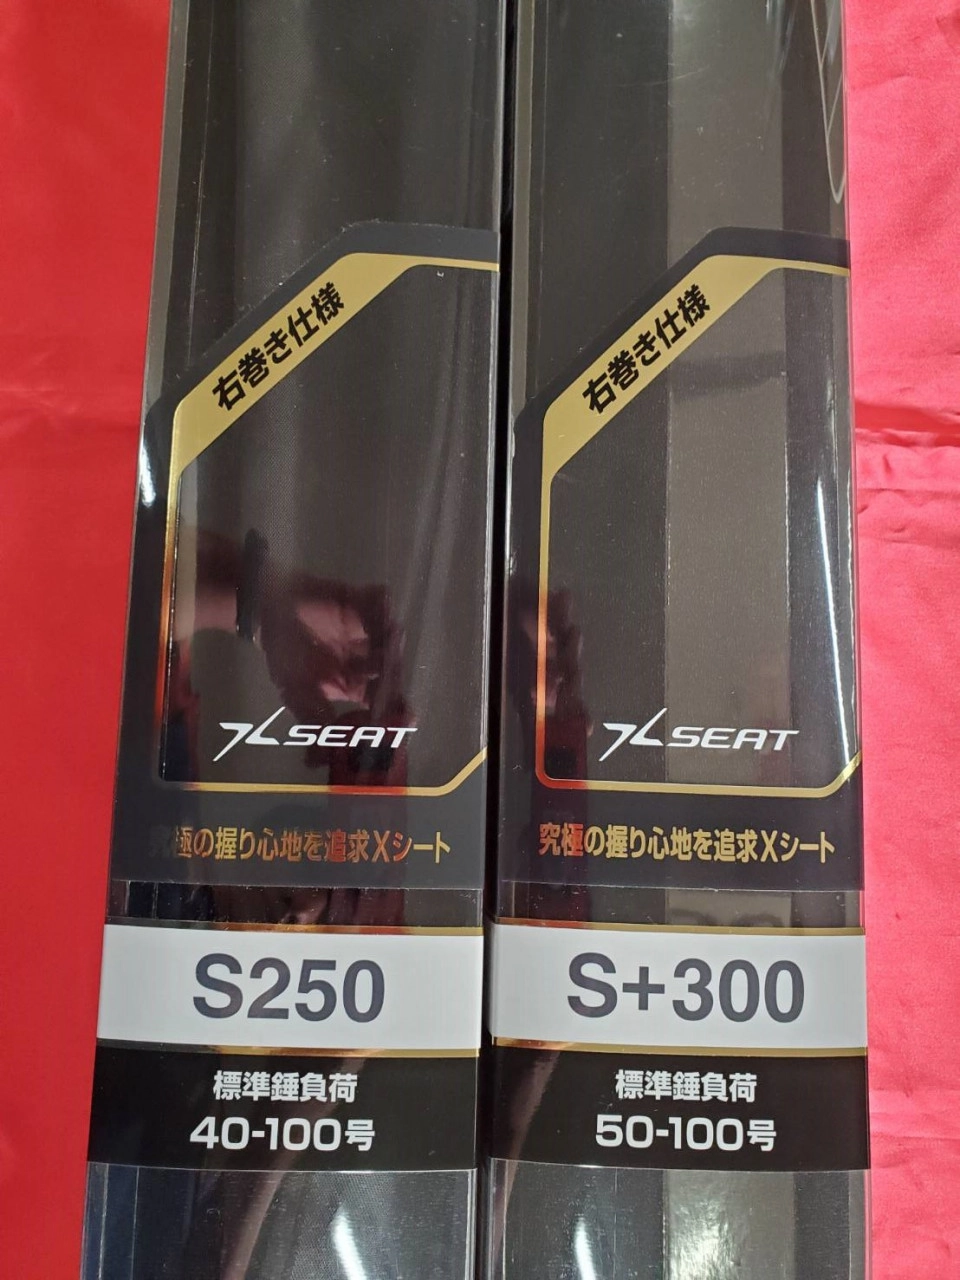 右巻き仕様
X SEAT
究極の握り心地を追求Xシート
S250
標準錘負荷
40-100号
右巻き仕様
X SEAT
究極の握り心地を追求Xシート
S+300
標準錘負荷
50-100号